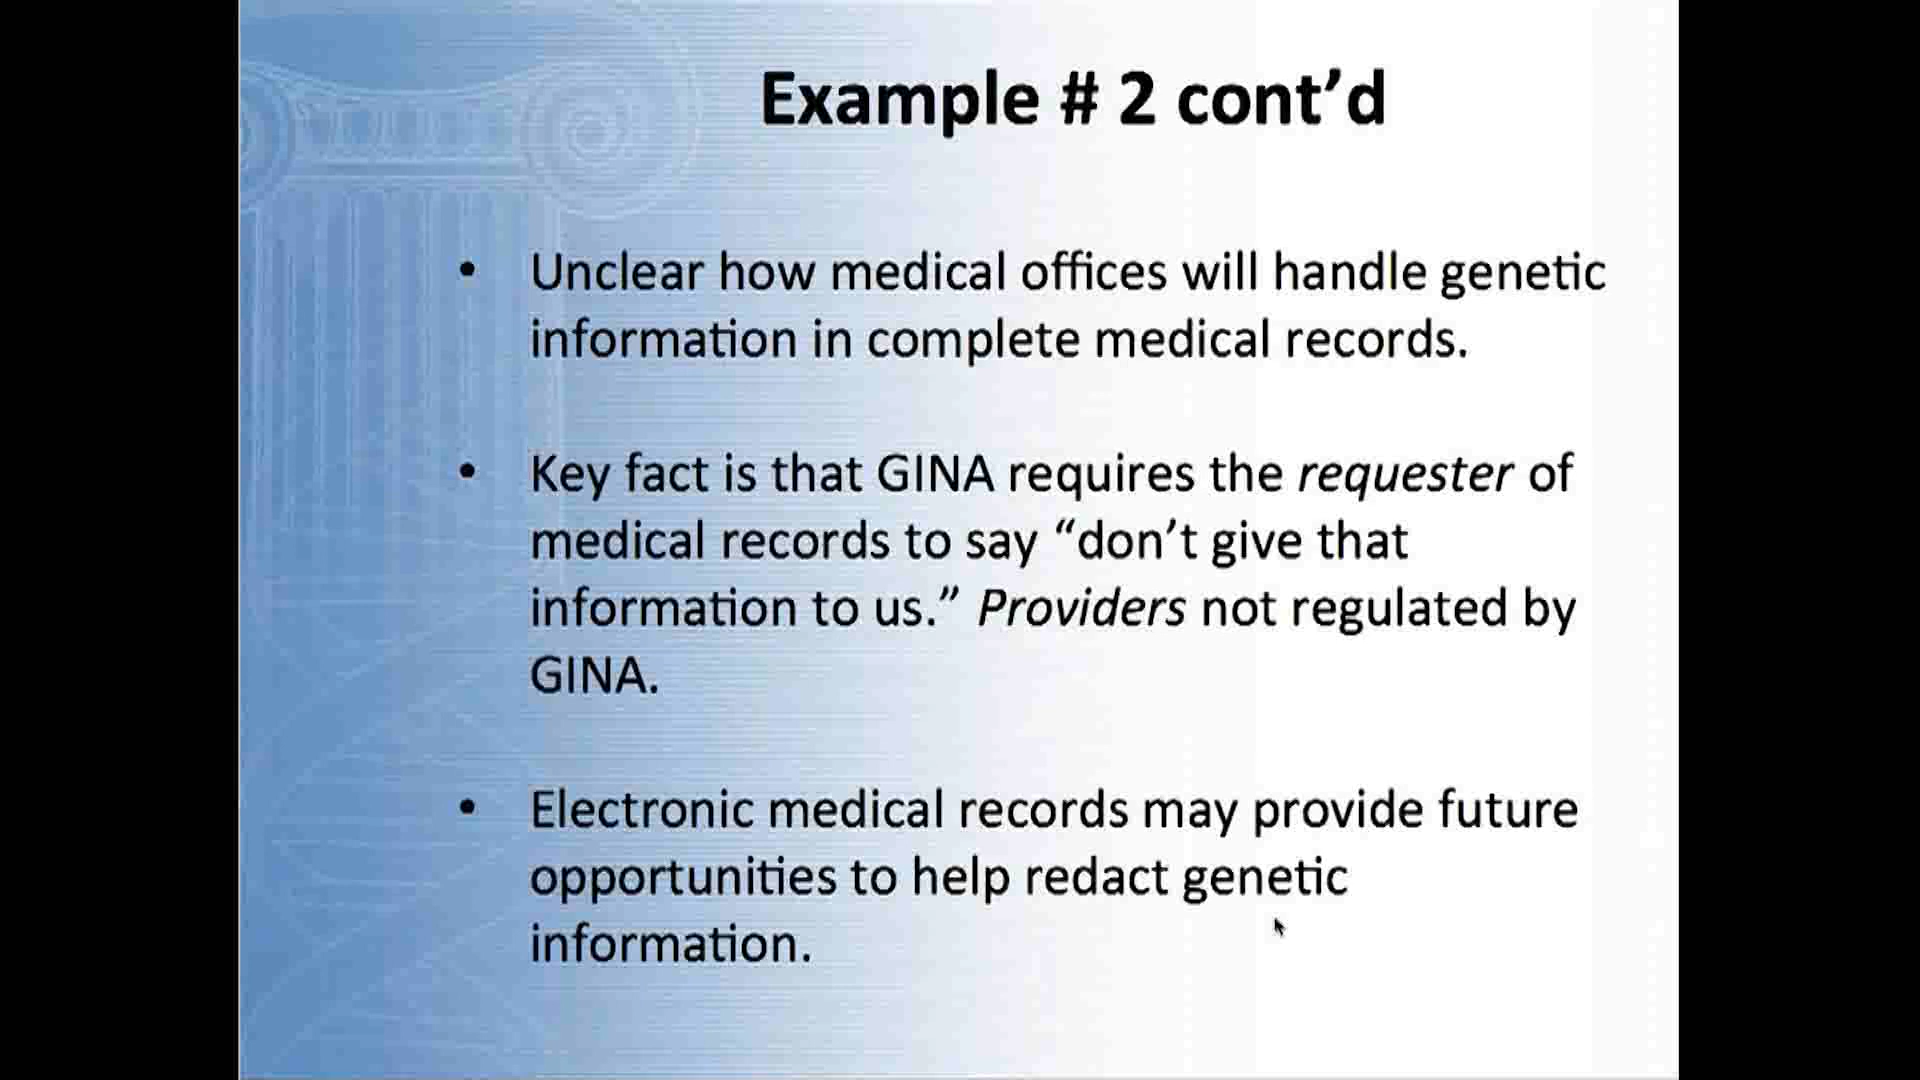 Example # 2 cont’d
• Unclear how medical offices will handle genetic
information in complete medical records.
• Key fact is that GINA requires the requester of
medical records to say “don’t give that
information to us.” Providers not regulated by
GINA.
• Electronic medical records may provide future
opportunities to help redact genetic
information.